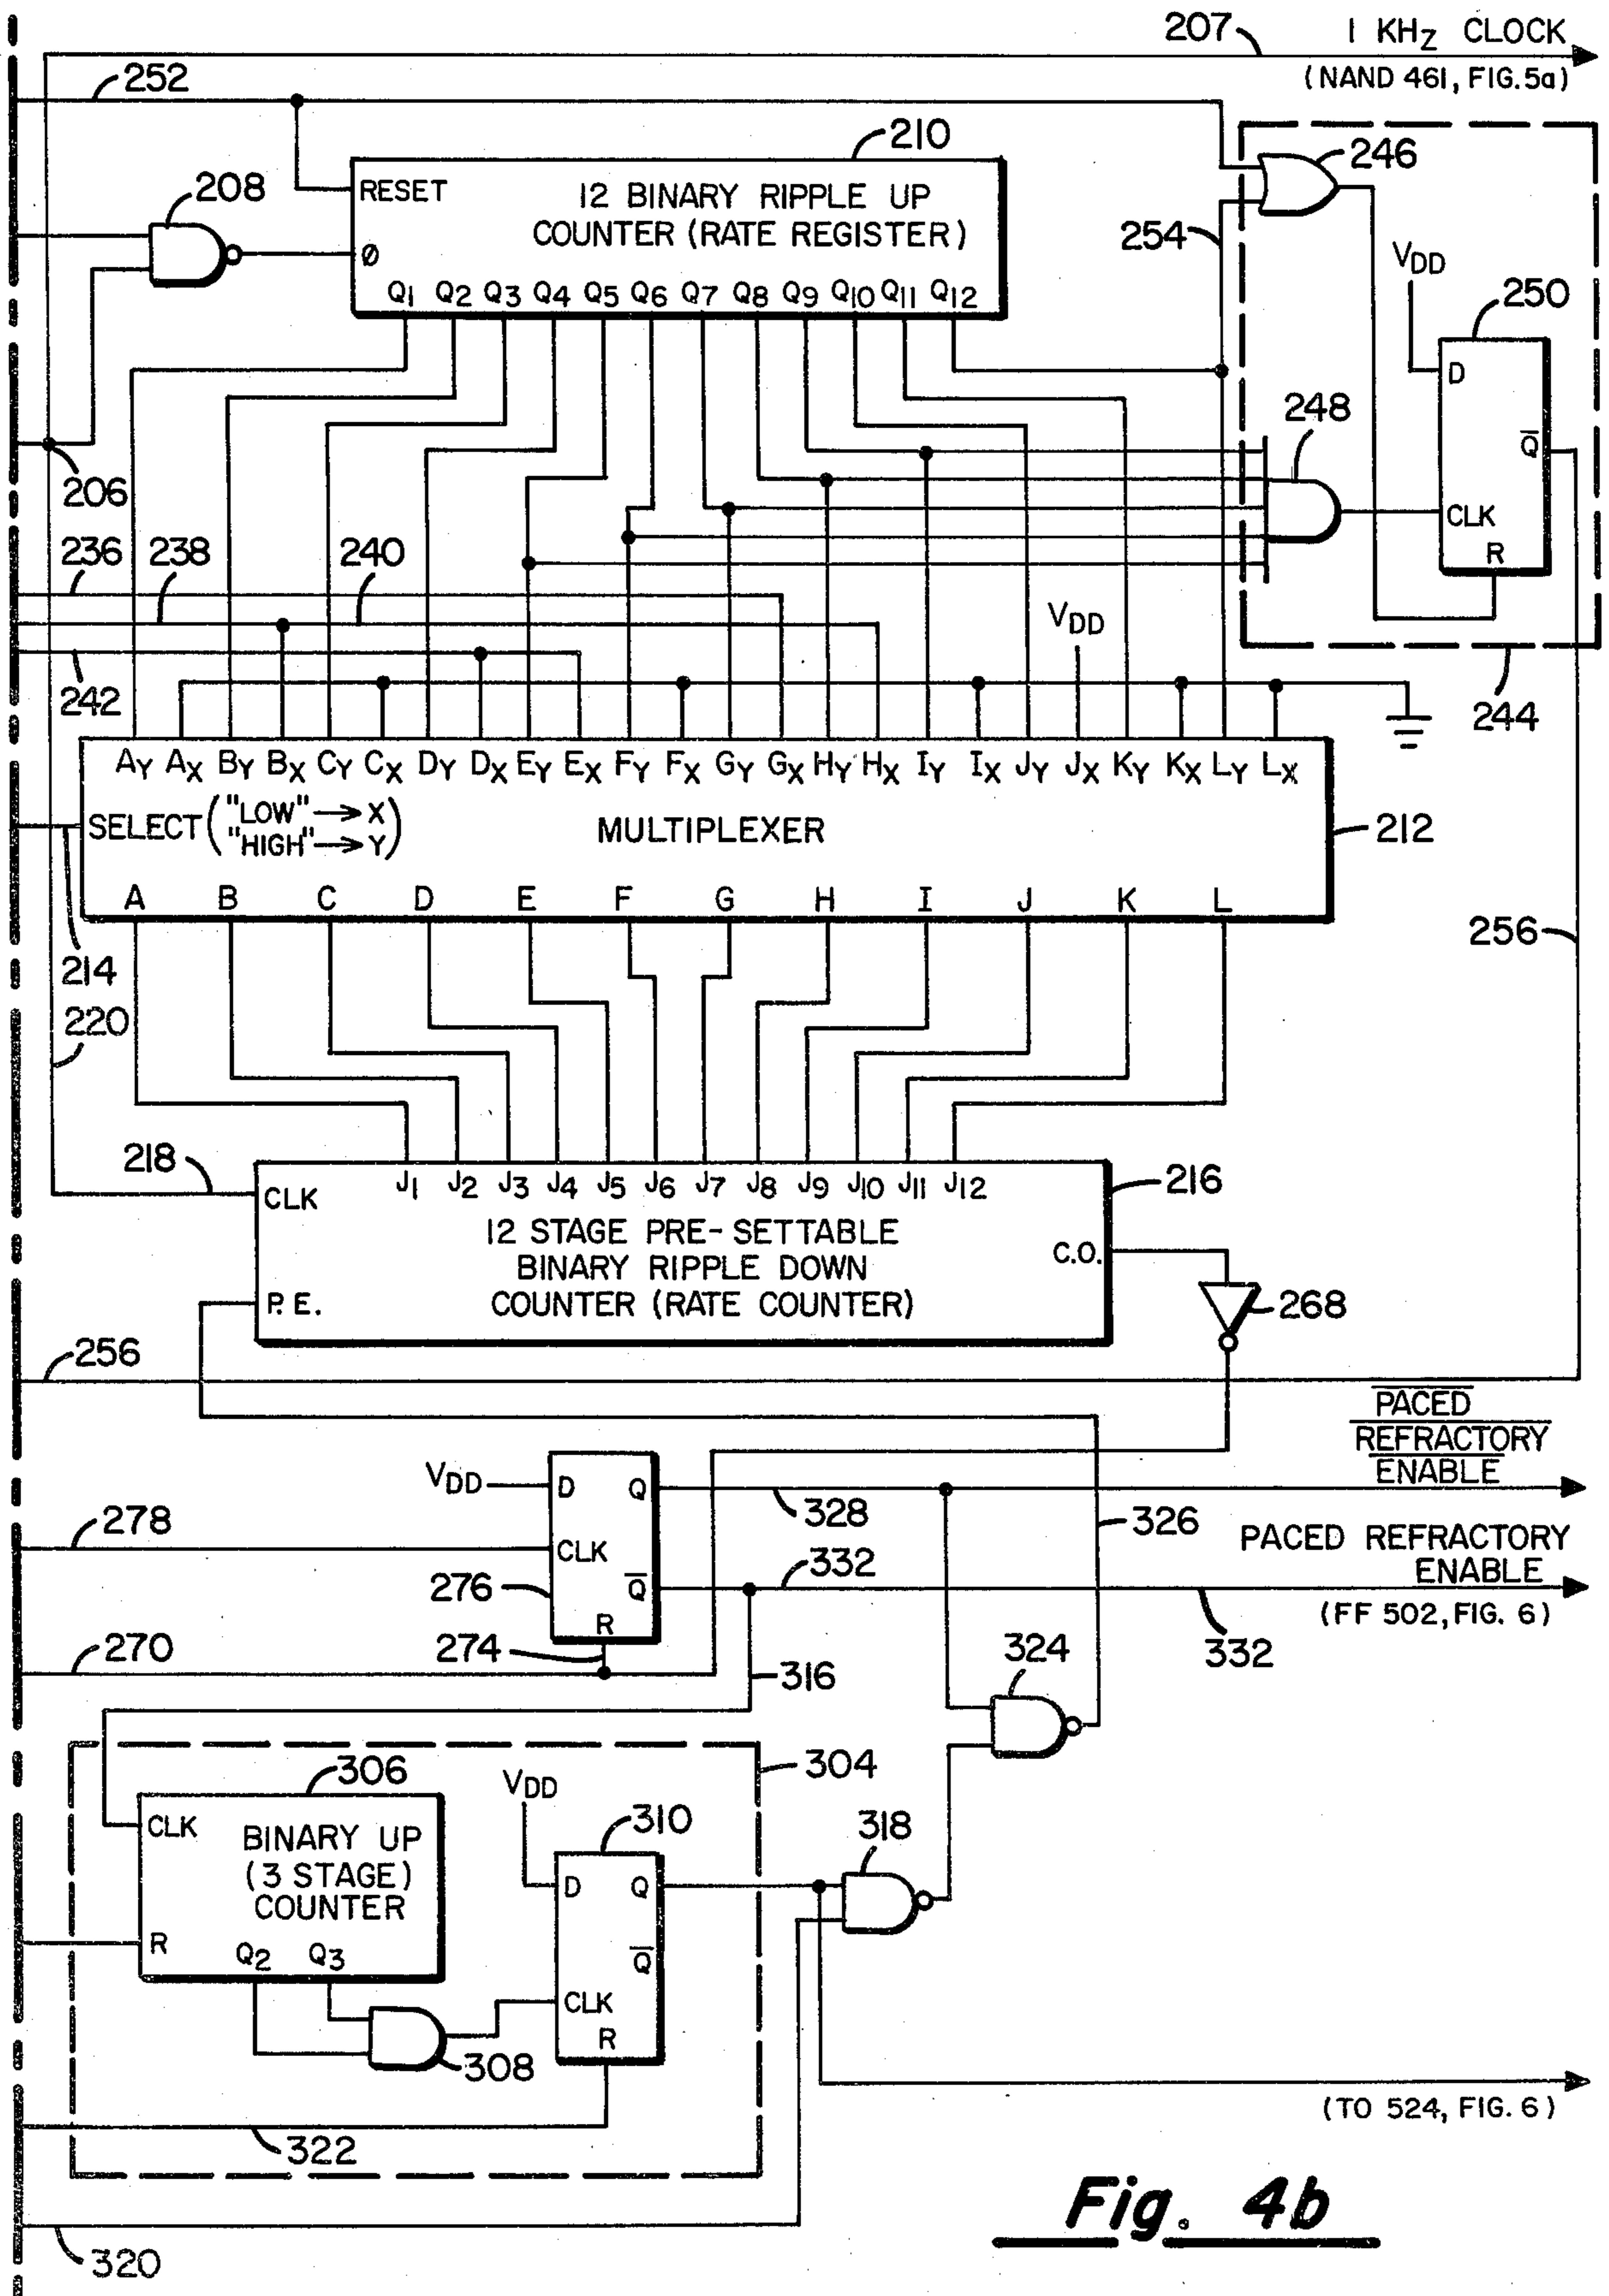 207
1 KHZ CLOCK
(NAND 461, FIG.5a)
252
210
246
208
RESET
12 BINARY RIPPLE UP
COUNTER (RATE REGISTER)
Ø
254
VDD
250
Q1 Q2 Q3 Q4 Q5 Q6 Q7 Q8 Q9 Q10 Q11 Q12
D
248
Q̅
206
CLK
236 238 240
R
VDD
242
244
AY AX BY BX CY CX DY DX EY EX FY FX GY GX HY HX IY IX JY JX KY KX LY LX
SELECT ("LOW" → X
"HIGH" → Y)
MULTIPLEXER
212
A B C D E F G H I J K L
256
214
220
218
216
CLK
J1 J2 J3 J4 J5 J6 J7 J8 J9 J10 J11 J12
12 STAGE PRE-SETTABLE
BINARY RIPPLE DOWN
COUNTER (RATE COUNTER)
C.O.
P.E.
268
256
PACED
REFRACTORY
ENABLE
VDD
D Q
328
326
278
CLK
PACED REFRACTORY
ENABLE
276
Q̅
332
(FF 502, FIG. 6)
R
270
274
316
324
332
304
306
VDD
310
318
CLK
BINARY UP
(3 STAGE)
COUNTER
D Q
R
Q2 Q3
Q̅
CLK
R
308
(TO 524, FIG. 6)
322
Fig. 4b
320